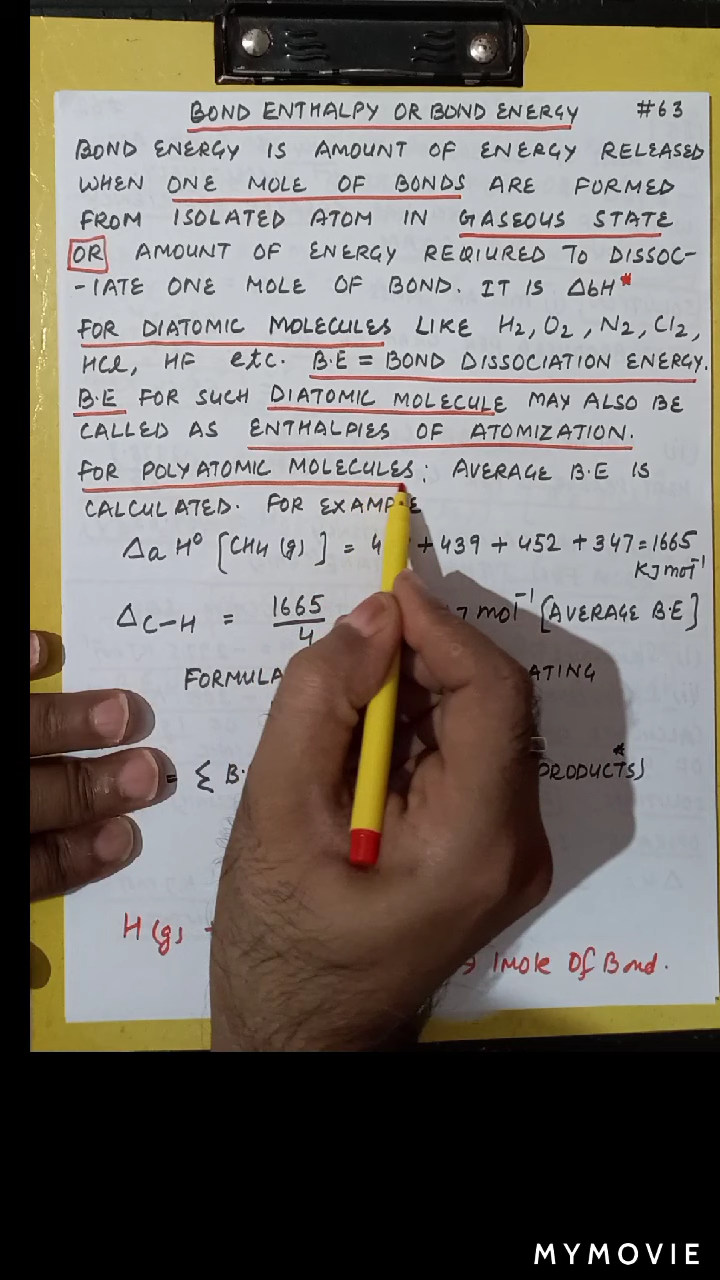 BOND ENTHALPY OR BOND ENERGY #63
BOND ENERGY IS AMOUNT OF ENERGY RELEASED
WHEN ONE MOLE OF BONDS ARE FORMED
FROM ISOLATED ATOM IN GASEOUS STATE
OR AMOUNT OF ENERGY REQIURED TO DISSOC-
-IATE ONE MOLE OF BOND. IT IS ΔbH*
FOR DIATOMIC MOLECULES LIKE H₂, O₂, N₂, Cl₂,
HCl, HF etc. B.E = BOND DISSOCIATION ENERGY.
B.E FOR SUCH DIATOMIC MOLECULE MAY ALSO BE
CALLED AS ENTHALPIES OF ATOMIZATION.
FOR POLYATOMIC MOLECULES: AVERAGE B.E IS
CALCULATED. FOR EXAMPLE
ΔaH⁰ [CH₄(g)] = 4 + 439 + 452 + 347 = 1665
KJ mol⁻¹
ΔC-H = 1665/4 mol⁻¹ [AVERAGE B.E]
FORMULA
= Σ B. PRODUCTS)*
H(g) +
1 mole Of Bond.
MYMOVIE